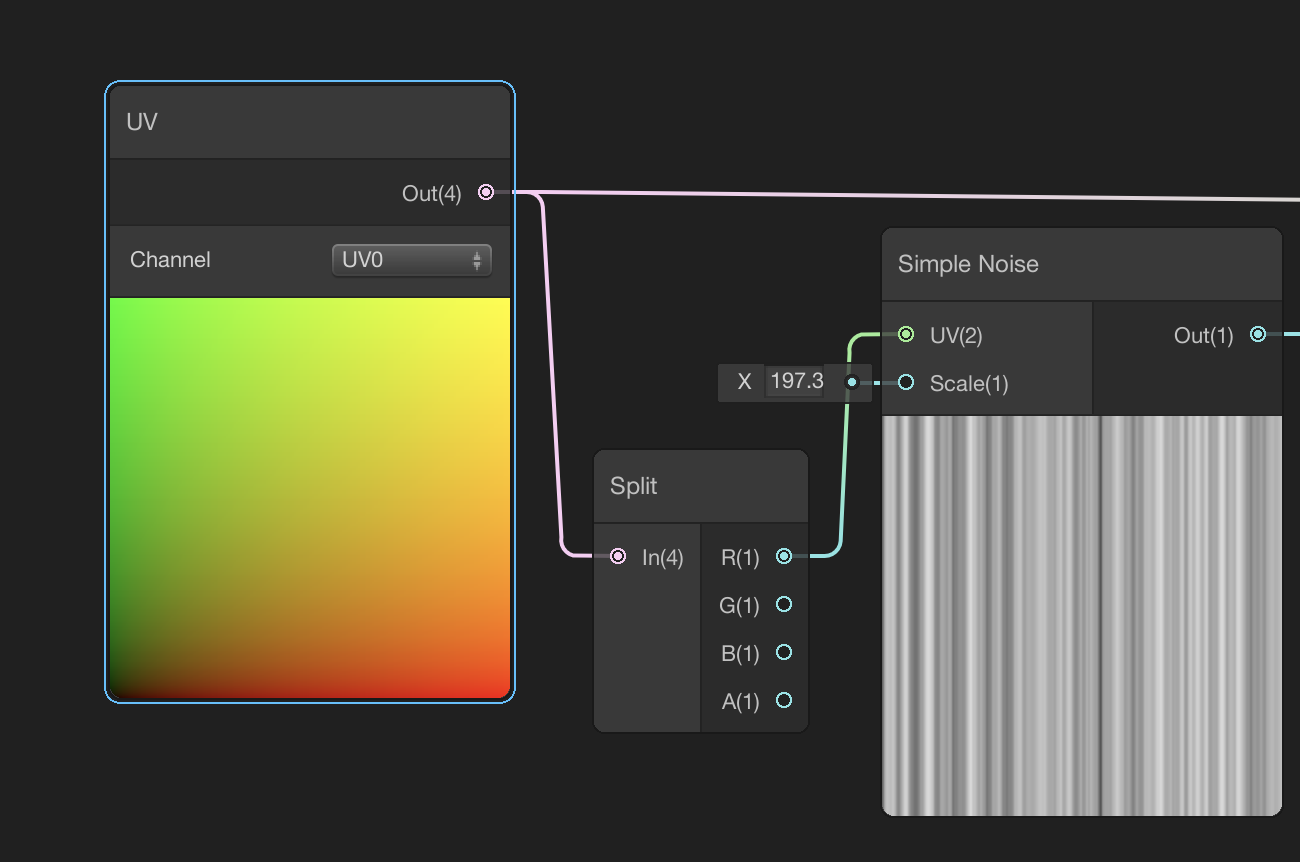 UV
Out(4)
Channel
UV0
Simple Noise
UV(2)
Out(1)
X 197.3
Scale(1)
Split
In(4)
R(1)
G(1)
B(1)
A(1)